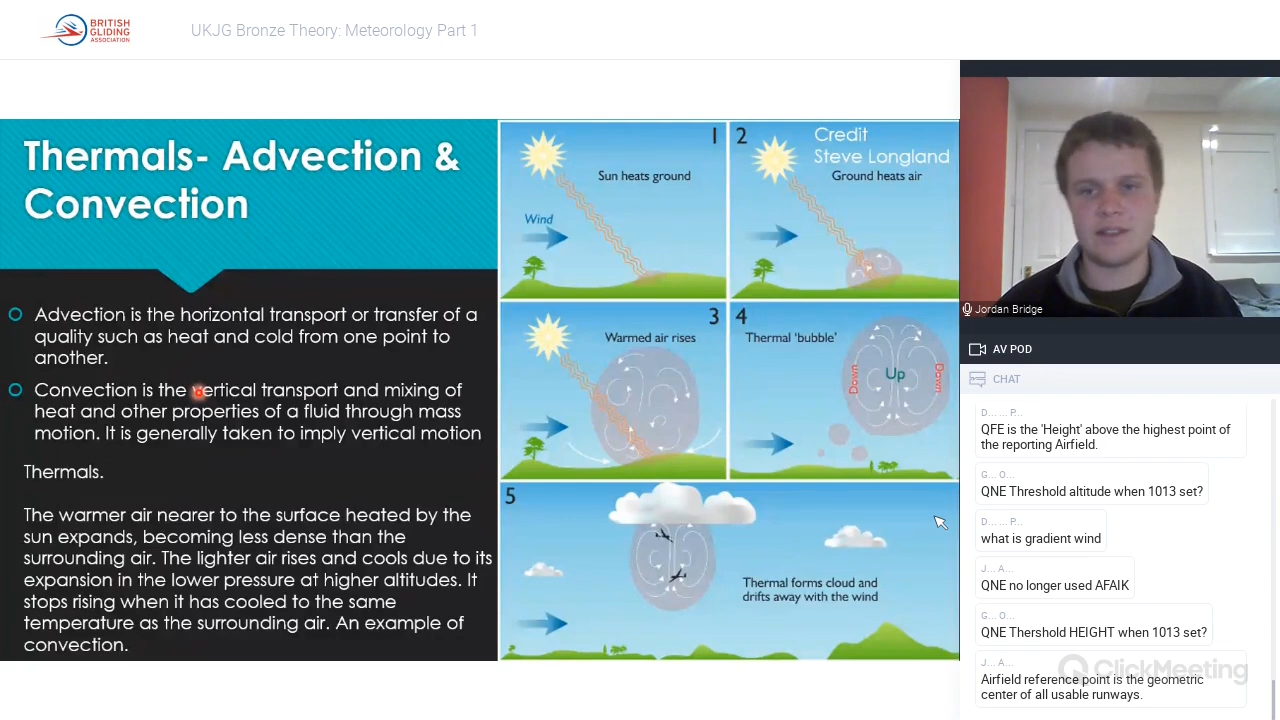 BRITISH
GLIDING
ASSOCIATION
UKJG Bronze Theory: Meteorology Part 1
Thermals- Advection &
Convection
Advection is the horizontal transport or transfer of a
quality such as heat and cold from one point to
another.
Convection is the vertical transport and mixing of
heat and other properties of a fluid through mass
motion. It is generally taken to imply vertical motion
Thermals.
The warmer air nearer to the surface heated by the
sun expands, becoming less dense than the
surrounding air. The lighter air rises and cools due to its
expansion in the lower pressure at higher altitudes. It
stops rising when it has cooled to the same
temperature as the surrounding air. An example of
convection.
1
Sun heats ground
Wind
2
Credit
Steve Longland
Ground heats air
3
Warmed air rises
4
Thermal 'bubble'
Down
Up
Down
5
Thermal forms cloud and
drifts away with the wind
Jordan Bridge
AV POD
CHAT
D... ... P...
QFE is the 'Height' above the highest point of
the reporting Airfield.
G... O...
QNE Threshold altitude when 1013 set?
D... ... P...
what is gradient wind
J... A...
QNE no longer used AFAIK
G... O...
QNE Thershold HEIGHT when 1013 set?
J... A...
Airfield reference point is the geometric
center of all usable runways.
ClickMeeting